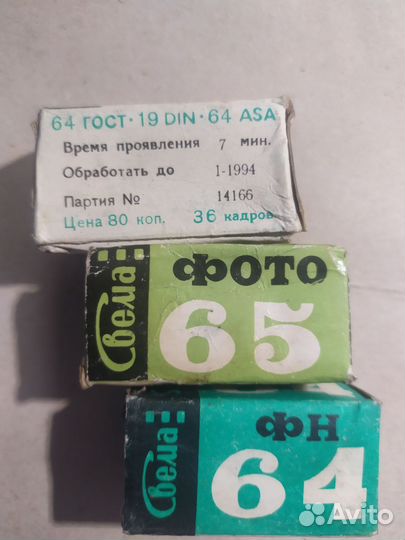 64 ГОСТ · 19 DIN · 64 ASA
Время проявления 7 мин.
Обработать до 1-1994
Партия № 14166
Цена 80 коп. 36 кадров
Свема
ФОТО
65
Свема
ФН
64
Avito